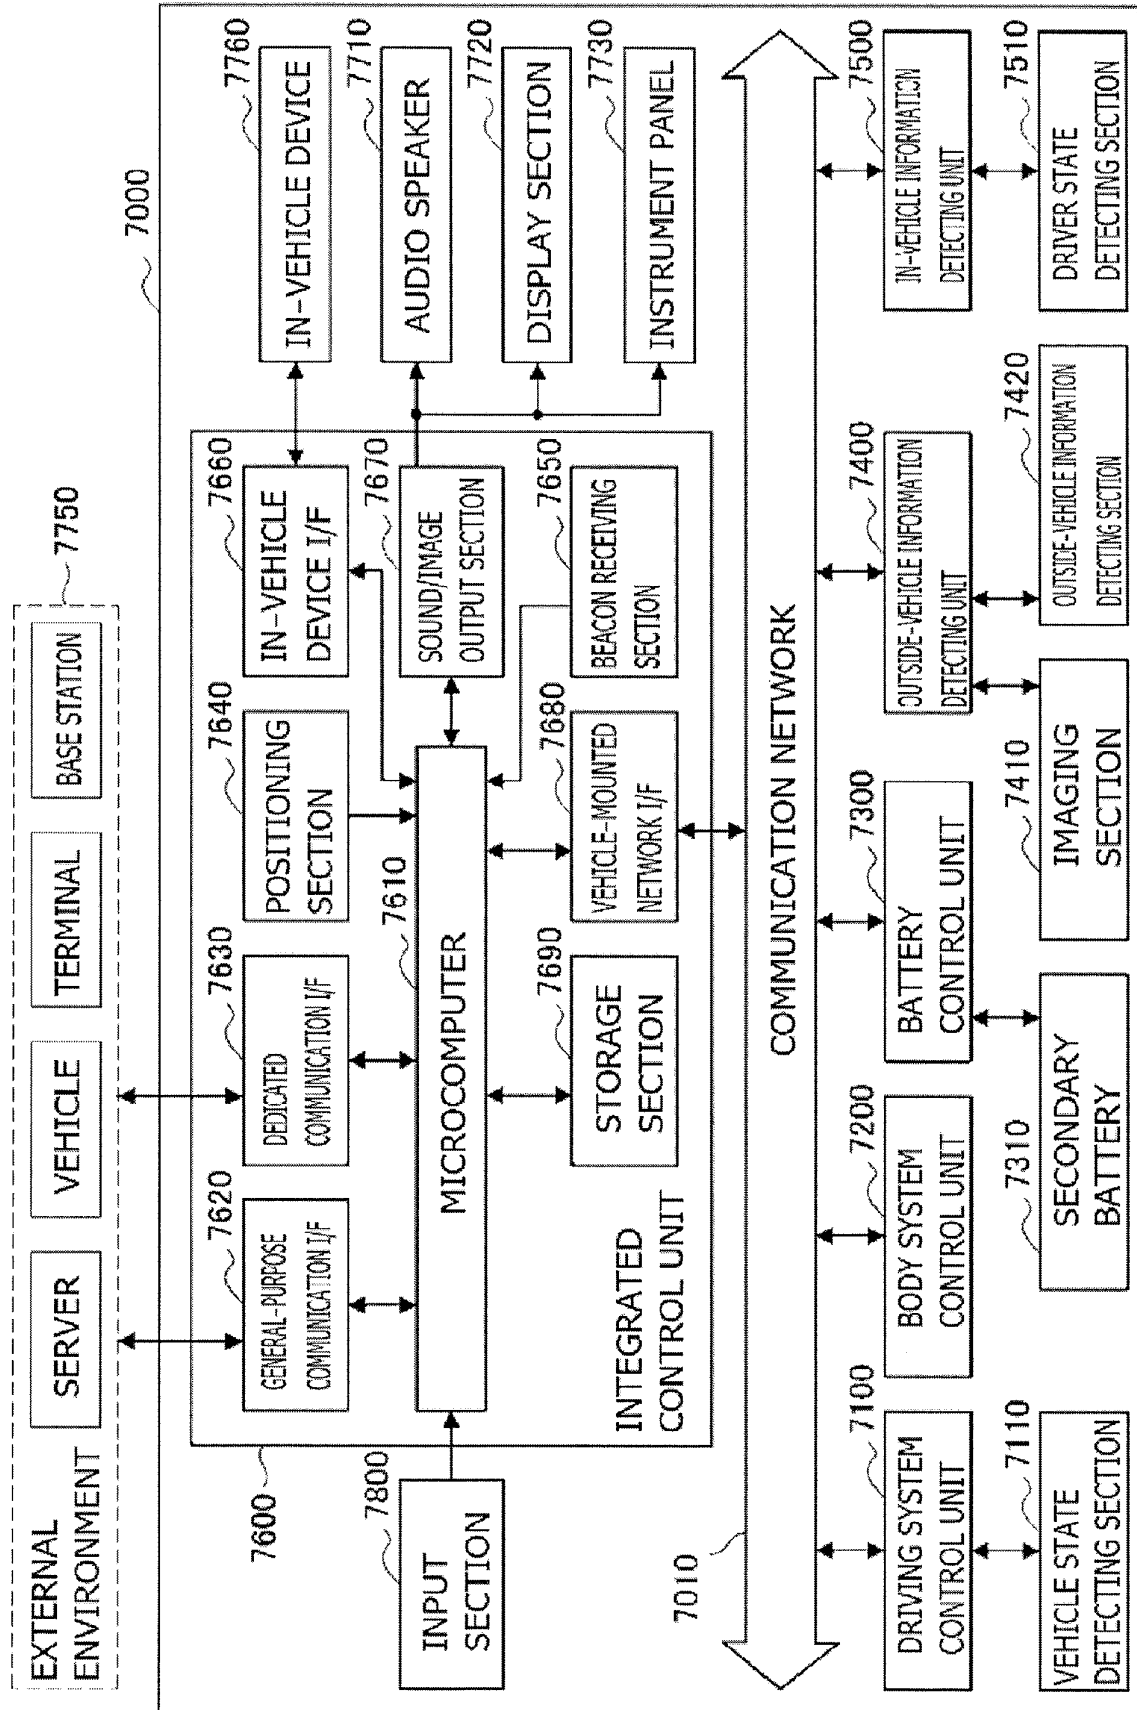 7000
EXTERNAL
ENVIRONMENT
SERVER
VEHICLE
TERMINAL
BASE STATION
7750
7600
7620
GENERAL-PURPOSE
COMMUNICATION I/F
7630
DEDICATED
COMMUNICATION I/F
7640
POSITIONING
SECTION
7660
IN-VEHICLE
DEVICE I/F
7760
IN-VEHICLE DEVICE
7800
INPUT
SECTION
7610
MICROCOMPUTER
7670
SOUND/IMAGE
OUTPUT SECTION
7710
AUDIO SPEAKER
7720
DISPLAY SECTION
7730
INSTRUMENT PANEL
INTEGRATED
CONTROL UNIT
7690
STORAGE
SECTION
7680
VEHICLE-MOUNTED
NETWORK I/F
7650
BEACON RECEIVING
SECTION
7010
COMMUNICATION NETWORK
7100
DRIVING SYSTEM
CONTROL UNIT
7200
BODY SYSTEM
CONTROL UNIT
7300
BATTERY
CONTROL UNIT
7400
OUTSIDE-VEHICLE INFORMATION
DETECTING UNIT
7500
IN-VEHICLE INFORMATION
DETECTING UNIT
7110
VEHICLE STATE
DETECTING SECTION
7310
SECONDARY
BATTERY
7410
IMAGING
SECTION
7420
OUTSIDE-VEHICLE INFORMATION
DETECTING SECTION
7510
DRIVER STATE
DETECTING SECTION